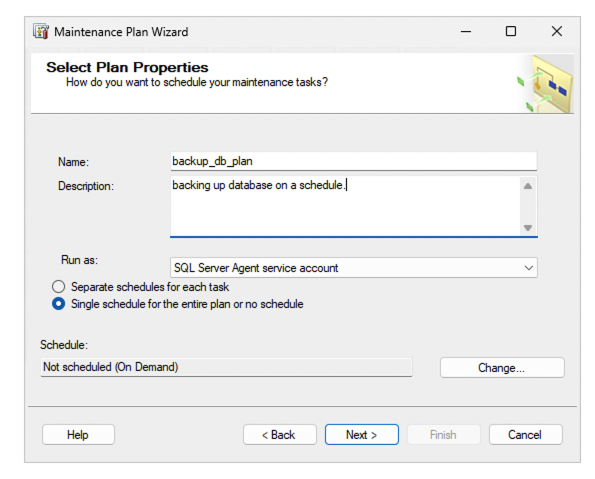 Maintenance Plan Wizard
Select Plan Properties
How do you want to schedule your maintenance tasks?
Name:
backup_db_plan
Description:
backing up database on a schedule.
Run as:
SQL Server Agent service account
Separate schedules for each task
Single schedule for the entire plan or no schedule
Schedule:
Not scheduled (On Demand)
Change...
Help
< Back
Next >
Finish
Cancel